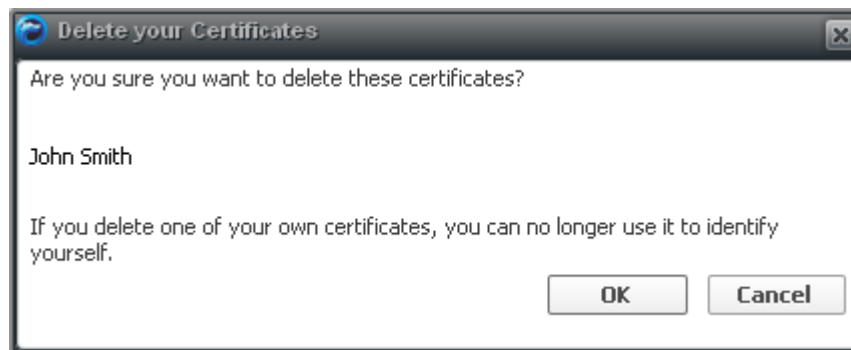 Delete your Certificates
Are you sure you want to delete these certificates?
John Smith
If you delete one of your own certificates, you can no longer use it to identify
yourself.
OK Cancel